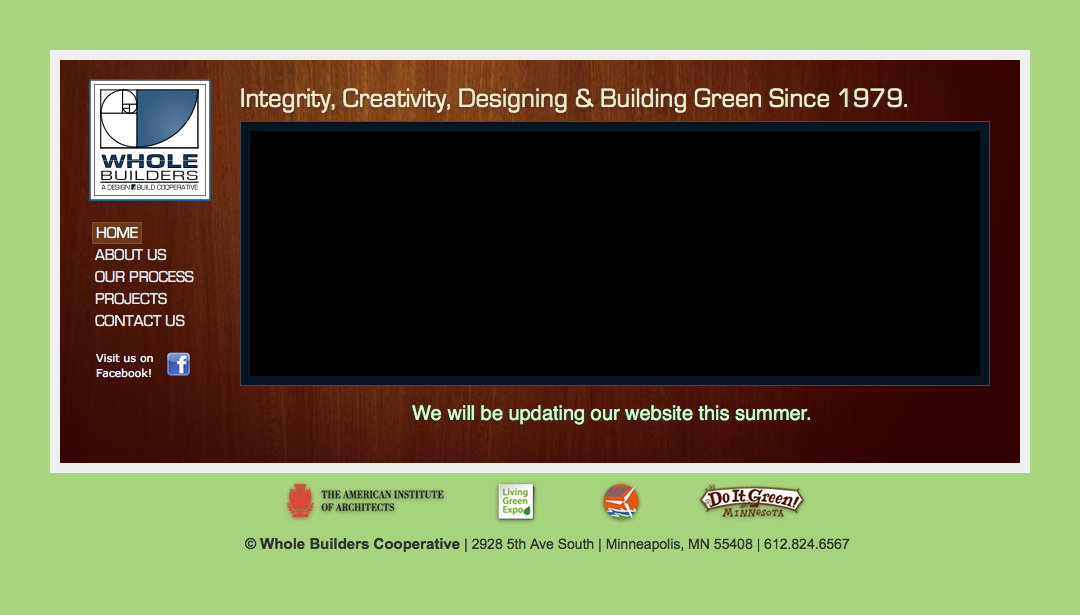 Integrity, Creativity, Designing & Building Green Since 1979.
WHOLE
BUILDERS
A DESIGN BUILD COOPERATIVE
HOME
ABOUT US
OUR PROCESS
PROJECTS
CONTACT US
Visit us on
Facebook!
f
We will be updating our website this summer.
THE AMERICAN INSTITUTE
OF ARCHITECTS
Living
Green
Expo
Do It Green!
MINNESOTA
© Whole Builders Cooperative | 2928 5th Ave South | Minneapolis, MN 55408 | 612.824.6567